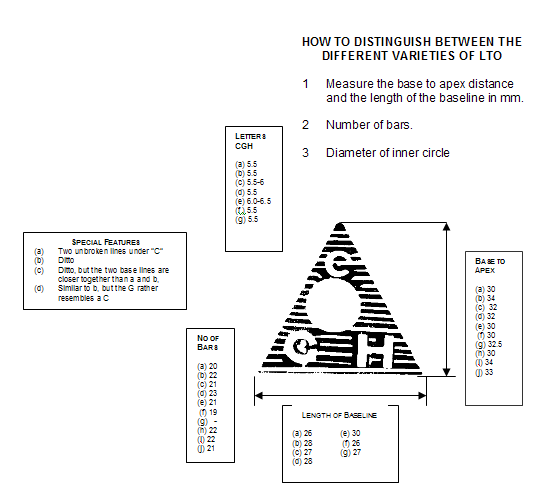 HOW TO DISTINGUISH BETWEEN THE
DIFFERENT VARIETIES OF LTO
1 Measure the base to apex distance
and the length of the baseline in mm.
2 Number of bars.
3 Diameter of inner circle
LETTERS
CGH
(a) 5.5
(b) 5.5
(c) 5.5-6
(d) 5.5
(e) 6.0-6.5
(f) 5.5
(g) 5.5
SPECIAL FEATURES
(a) Two unbroken lines under "C"
(b) Ditto
(c) Ditto, but the two base lines are
closer together than a and b,
(d) Similar to b, but the G rather
resembles a C
C
G H
BASE TO
APEX
(a) 30
(b) 34
(c) 32
(d) 32
(e) 30
(f) 30
(g) 32.5
(h) 30
(i) 34
(j) 33
NO OF
BARS
(a) 20
(b) 22
(c) 21
(d) 23
(e) 21
(f) 19
(g) -
(h) 22
(i) 22
(j) 21
LENGTH OF BASELINE
(a) 26 (e) 30
(b) 28 (f) 26
(c) 27 (g) 27
(d) 28